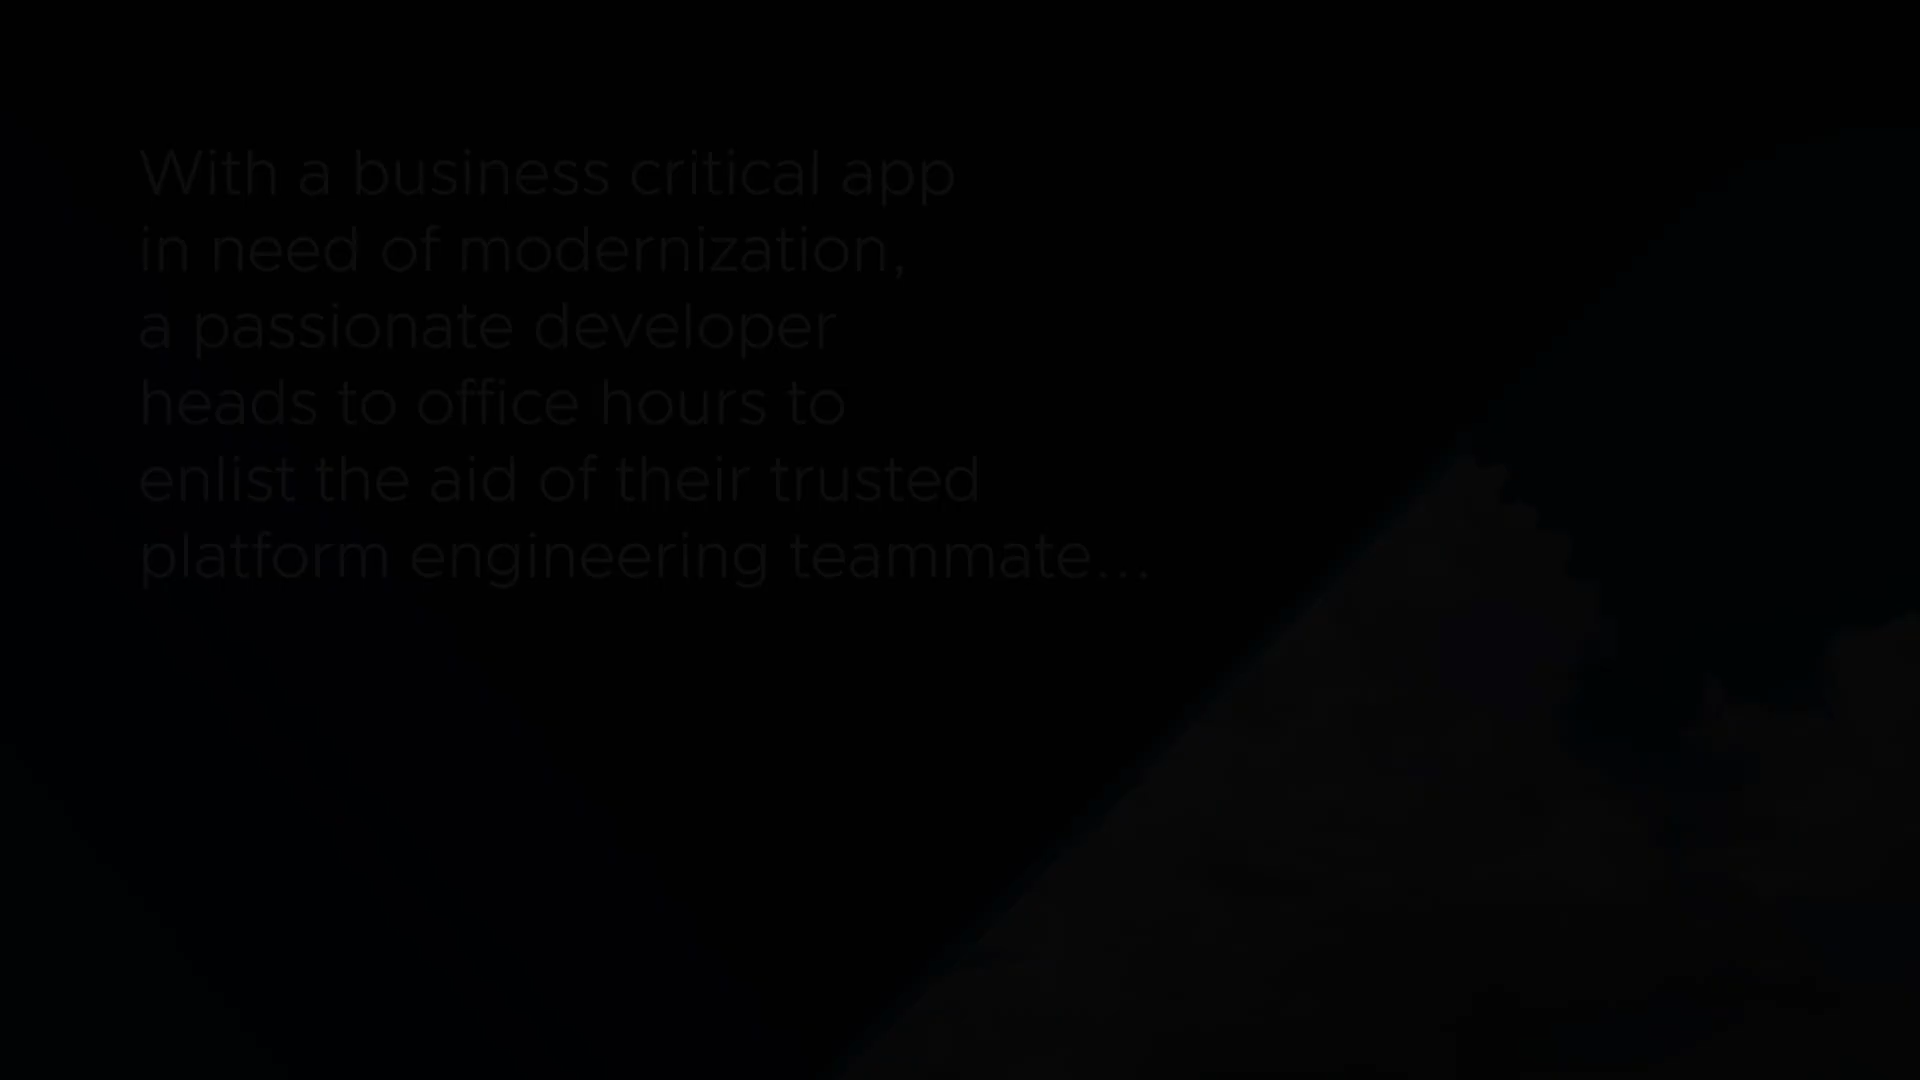 With a business critical app
in need of modernization,
a passionate developer
heads to office hours to
enlist the aid of their trusted
platform engineering teammate...